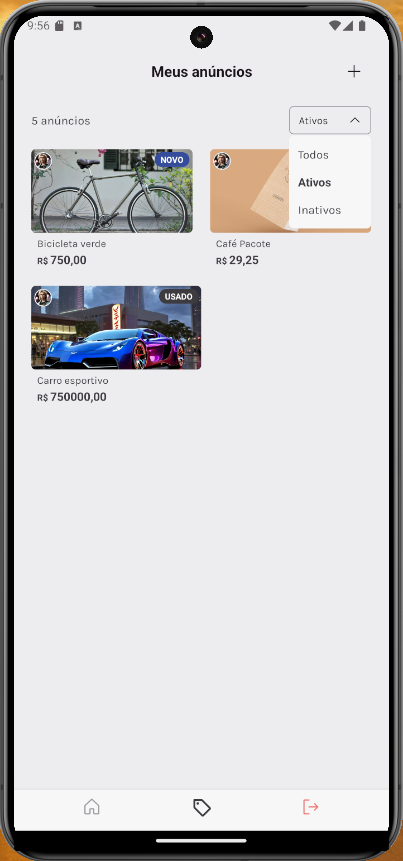 9:56
Meus anúncios
5 anúncios
Ativos
Todos
Ativos
Inativos
NOVO
Bicicleta verde
R$ 750,00
Café Pacote
R$ 29,25
USADO
Carro esportivo
R$ 750000,00